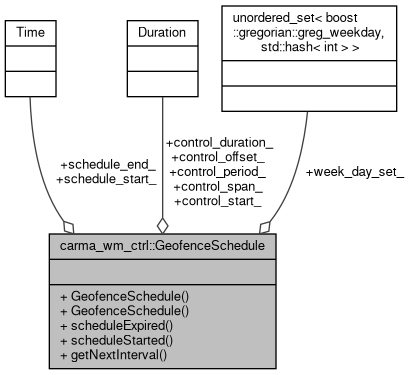 Time
Duration
unordered_set< boost
::gregorian::greg_weekday,
std::hash< int > >
+schedule_end_
+schedule_start_
+control_duration_
+control_offset_
+control_period_
+control_span_
+control_start_
+week_day_set_
carma_wm_ctrl::GeofenceSchedule
+ GeofenceSchedule()
+ GeofenceSchedule()
+ scheduleExpired()
+ scheduleStarted()
+ getNextInterval()